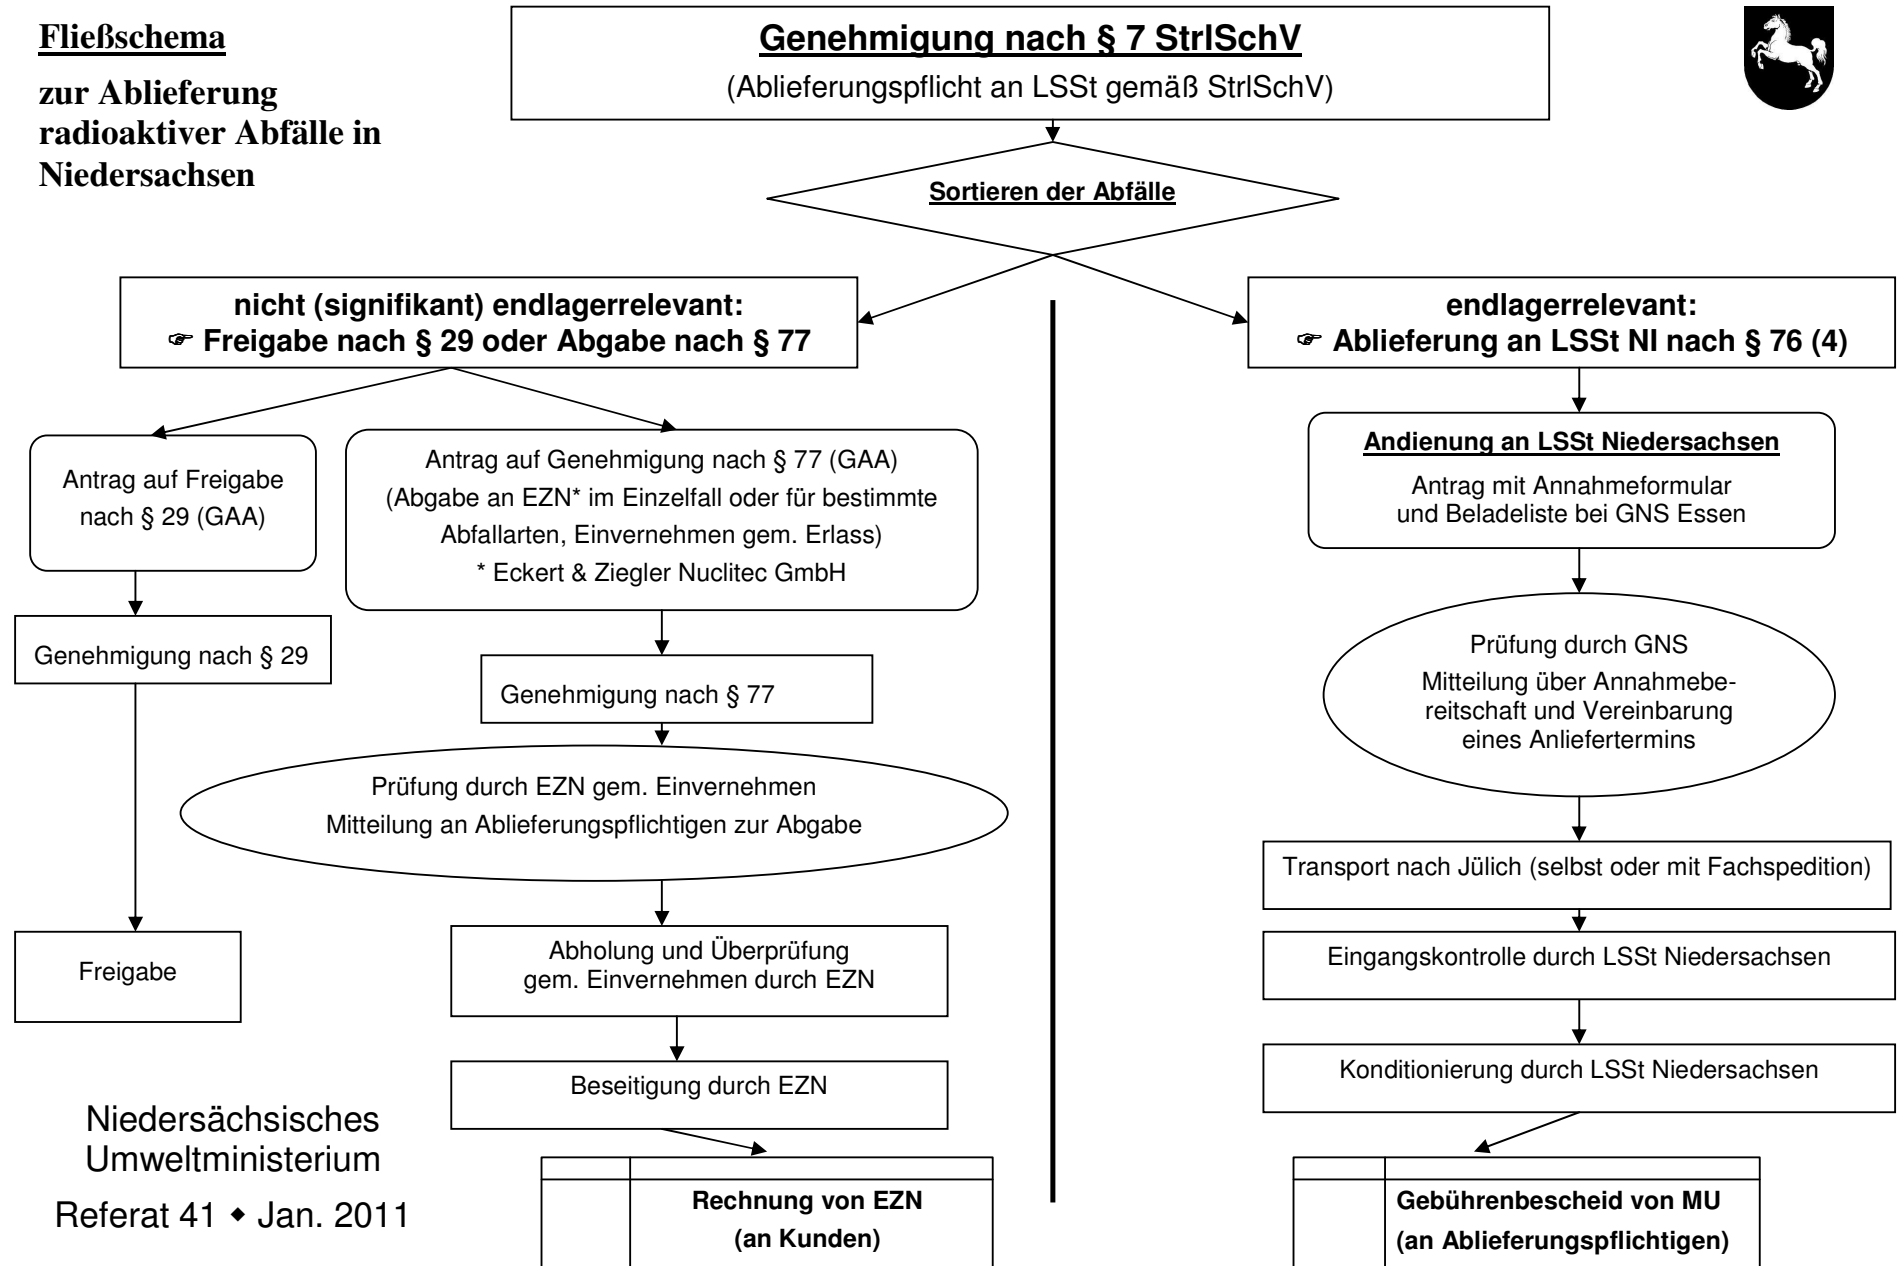 Fließschema
zur Ablieferung
radioaktiver Abfälle in
Niedersachsen
Genehmigung nach § 7 StrlSchV
(Ablieferungspflicht an LSSt gemäß StrlSchV)
Sortieren der Abfälle
nicht (signifikant) endlagerrelevant:
☞ Freigabe nach § 29 oder Abgabe nach § 77
Antrag auf Freigabe
nach § 29 (GAA)
Genehmigung nach § 29
Freigabe
Antrag auf Genehmigung nach § 77 (GAA)
(Abgabe an EZN* im Einzelfall oder für bestimmte
Abfallarten, Einvernehmen gem. Erlass)
* Eckert & Ziegler Nuclitec GmbH
Genehmigung nach § 77
Prüfung durch EZN gem. Einvernehmen
Mitteilung an Ablieferungspflichtigen zur Abgabe
Abholung und Überprüfung
gem. Einvernehmen durch EZN
Beseitigung durch EZN
Rechnung von EZN
(an Kunden)
endlagerrelevant:
☞ Ablieferung an LSSt NI nach § 76 (4)
Andienung an LSSt Niedersachsen
Antrag mit Annahmeformular
und Beladeliste bei GNS Essen
Prüfung durch GNS
Mitteilung über Annahmebe-
reitschaft und Vereinbarung
eines Anliefertermins
Transport nach Jülich (selbst oder mit Fachspedition)
Eingangskontrolle durch LSSt Niedersachsen
Konditionierung durch LSSt Niedersachsen
Gebührenbescheid von MU
(an Ablieferungspflichtigen)
Niedersächsisches
Umweltministerium
Referat 41 ◆ Jan. 2011